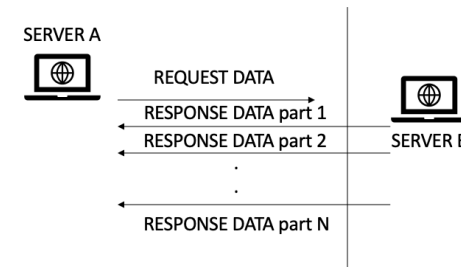 SERVER A
REQUEST DATA
RESPONSE DATA part 1
RESPONSE DATA part 2
SERVER
.
.
RESPONSE DATA part N